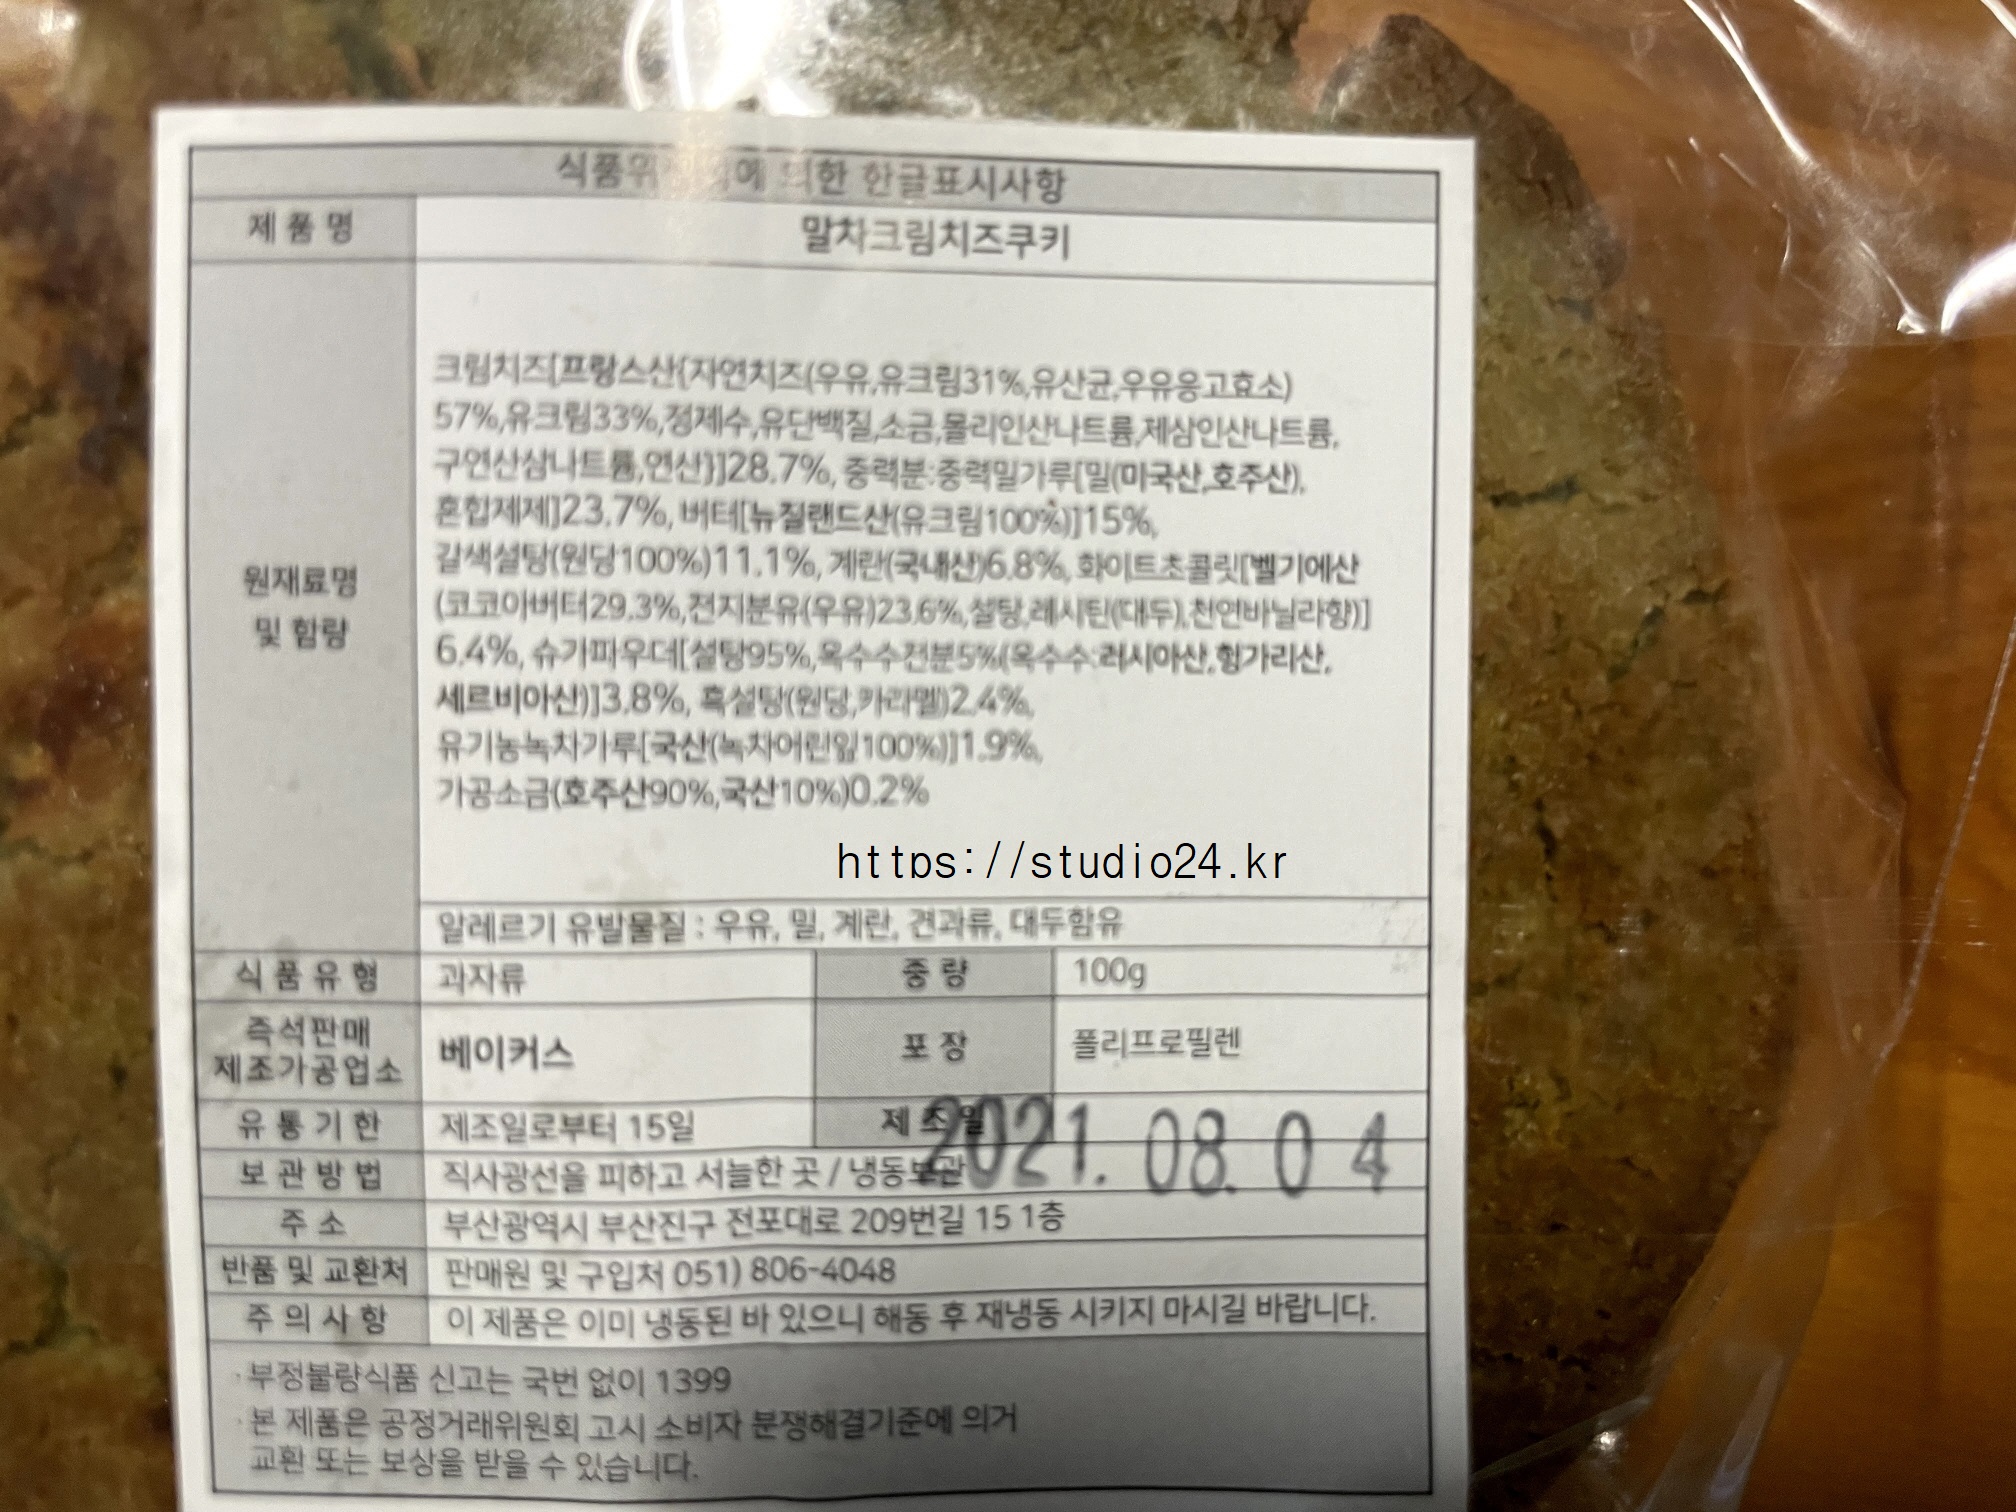 식품위 에 의한 한글표시사항
제 품 명
말차크림치즈쿠키
원재료명
및 함량
크림치즈[프랑스산{자연치즈(우유,유크림31%,유산균,우유응고효소)
57%,유크림33%,정제수,유단백질,소금,폴리인산나트륨,제삼인산나트륨,
구연산삼나트륨,연산}]28.7%, 중력분:중력밀가루[밀(미국산,호주산),
혼합제제]23.7%, 버터[뉴질랜드산(유크림100%)]15%,
갈색설탕(원당100%)11.1%, 계란(국내산)6.8%, 화이트초콜릿[벨기에산
(코코아버터29.3%,전지분유(우유)23.6%,설탕,레시틴(대두),천연바닐라향)]
6.4%, 슈가파우더[설탕95%,옥수수전분5%(옥수수:러시아산,헝가리산,
세르비아산)]3.8%, 흑설탕(원당,카라멜)2.4%,
유기농녹차가루[국산(녹차어린잎100%)]1.9%,
가공소금(호주산90%,국산10%)0.2%
https://studio24.kr
알레르기 유발물질 : 우유, 밀, 계란, 견과류, 대두함유
식 품 유 형
과자류
중 량
100g
즉석판매
제조가공업소
베이커스
포 장
폴리프로필렌
유 통 기 한
제조일로부터 15일
제 조 일
2021. 08. 04
보 관 방 법
직사광선을 피하고 서늘한 곳 / 냉동보관
주 소
부산광역시 부산진구 전포대로 209번길 15 1층
반품 및 교환처
판매원 및 구입처 051) 806-4048
주 의 사 항
이 제품은 이미 냉동된 바 있으니 해동 후 재냉동 시키지 마시길 바랍니다.
· 부정불량식품 신고는 국번 없이 1399
· 본 제품은 공정거래위원회 고시 소비자 분쟁해결기준에 의거
교환 또는 보상을 받을 수 있습니다.